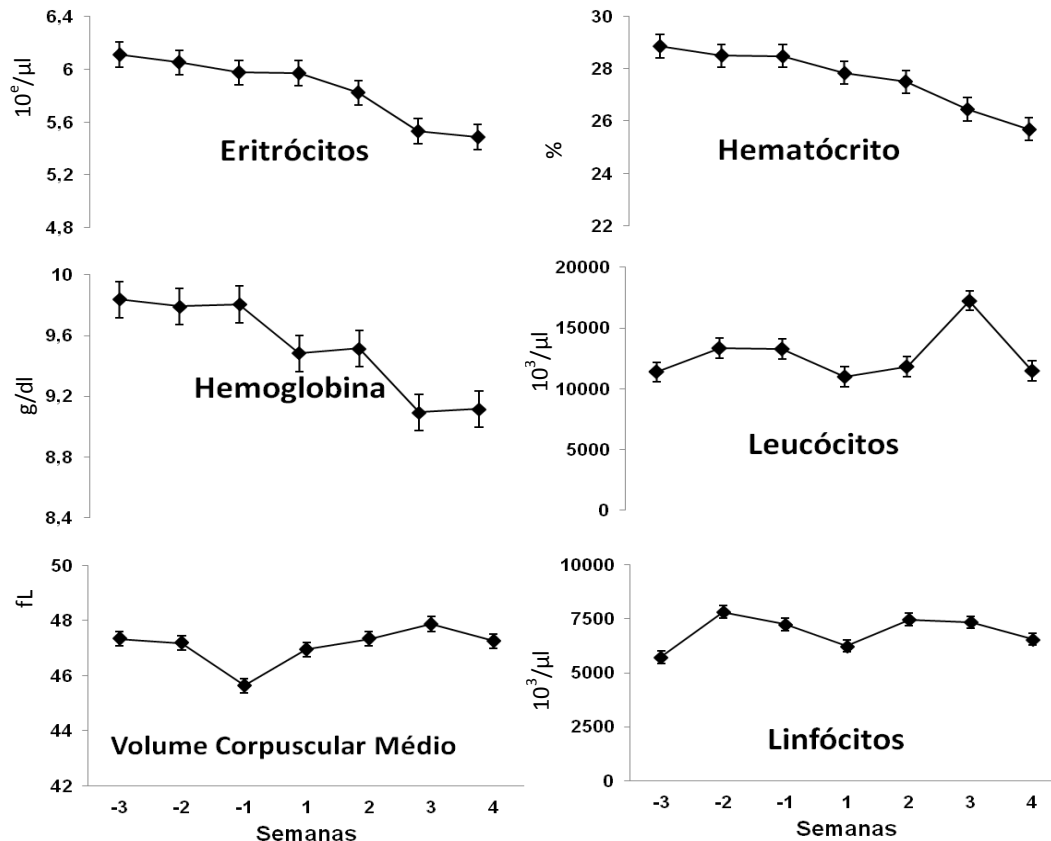 6,4
6
5,6
5,2
4,8
10ᵉ/µl
Eritrócitos
30
28
26
24
22
%
Hematócrito
10
9,6
9,2
8,8
8,4
g/dl
Hemoglobina
20000
15000
10000
5000
0
10³/µl
Leucócitos
50
48
46
44
42
fL
Volume Corpuscular Médio
-3 -2 -1 1 2 3 4
Semanas
10000
7500
5000
2500
0
10³/µl
Linfócitos
-3 -2 -1 1 2 3 4
Semanas